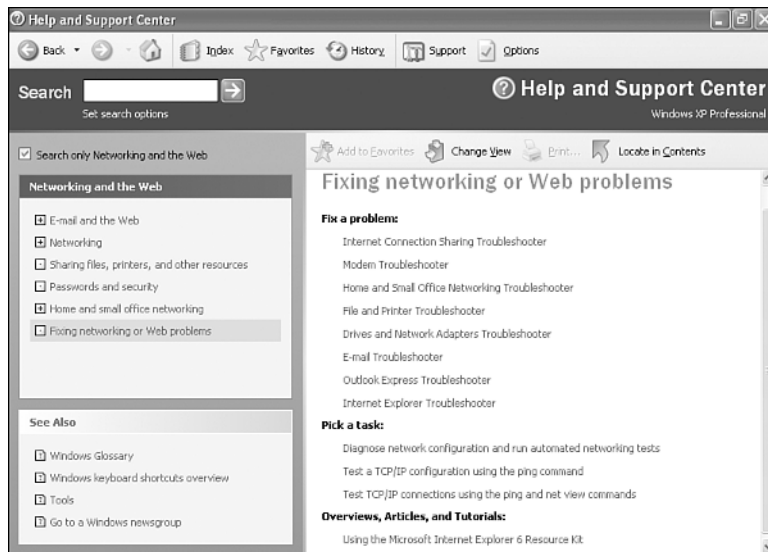 Help and Support Center
Back
Index
Favorites
History
Support
Options
Search
Set search options
Help and Support Center
Windows XP Professional
Search only Networking and the Web
Networking and the Web
E-mail and the Web
Networking
Sharing files, printers, and other resources
Passwords and security
Home and small office networking
Fixing networking or Web problems
See Also
Windows Glossary
Windows keyboard shortcuts overview
Tools
Go to a Windows newsgroup
Add to Favorites
Change View
Print...
Locate in Contents
Fixing networking or Web problems
Fix a problem:
Internet Connection Sharing Troubleshooter
Modem Troubleshooter
Home and Small Office Networking Troubleshooter
File and Printer Troubleshooter
Drives and Network Adapters Troubleshooter
E-mail Troubleshooter
Outlook Express Troubleshooter
Internet Explorer Troubleshooter
Pick a task:
Diagnose network configuration and run automated networking tests
Test a TCP/IP configuration using the ping command
Test TCP/IP connections using the ping and net view commands
Overviews, Articles, and Tutorials:
Using the Microsoft Internet Explorer 6 Resource Kit